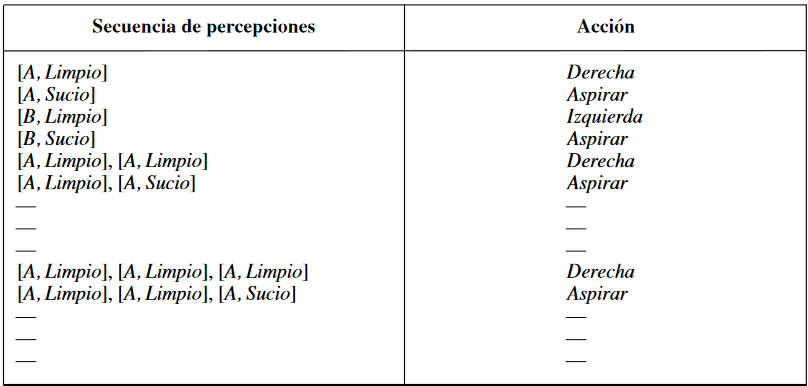 Secuencia de percepciones Acción
[A, Limpio] Derecha
[A, Sucio] Aspirar
[B, Limpio] Izquierda
[B, Sucio] Aspirar
[A, Limpio], [A, Limpio] Derecha
[A, Limpio], [A, Sucio] Aspirar
— —
— —
— —
[A, Limpio], [A, Limpio], [A, Limpio] Derecha
[A, Limpio], [A, Limpio], [A, Sucio] Aspirar
— —
— —
— —